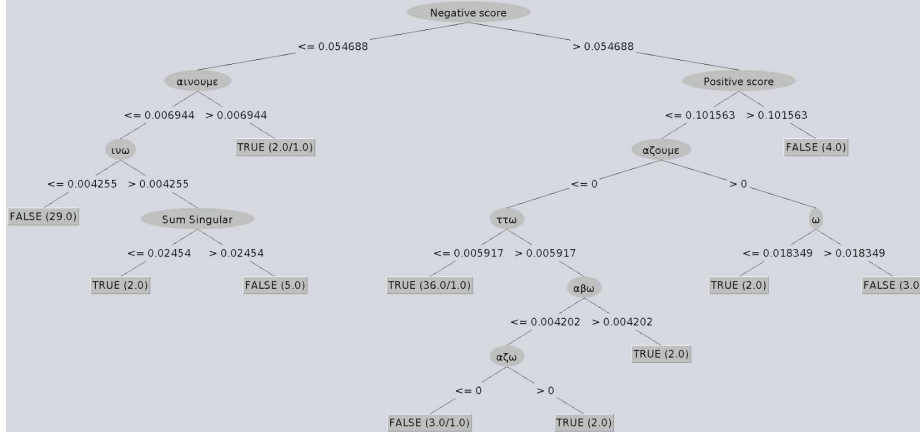 Negative score
<= 0.054688 > 0.054688
αινουμε Positive score
<= 0.006944 > 0.006944 <= 0.101563 > 0.101563
ινω TRUE (2.0/1.0) αζουμε FALSE (4.0)
<= 0.004255 > 0.004255 <= 0 > 0
FALSE (29.0) Sum Singular ττω ω
<= 0.02454 > 0.02454 <= 0.005917 > 0.005917 <= 0.018349 > 0.018349
TRUE (2.0) FALSE (5.0) TRUE (36.0/1.0) αβω TRUE (2.0) FALSE (3.0
<= 0.004202 > 0.004202
αζω TRUE (2.0)
<= 0 > 0
FALSE (3.0/1.0) TRUE (2.0)